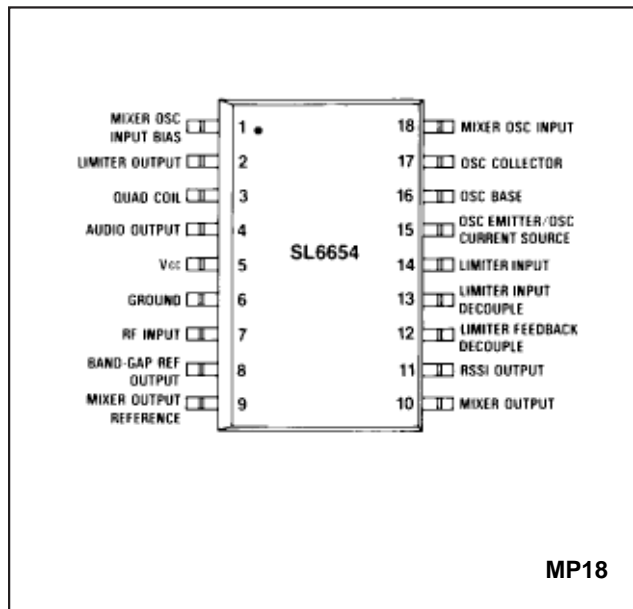 MIXER OSC
INPUT BIAS
1
18
MIXER OSC INPUT
LIMITER OUTPUT
2
17
OSC COLLECTOR
QUAD COIL
3
16
OSC BASE
AUDIO OUTPUT
4
15
OSC EMITTER/OSC
CURRENT SOURCE
SL6654
Vcc
5
14
LIMITER INPUT
GROUND
6
13
LIMITER INPUT
DECOUPLE
RF INPUT
7
12
LIMITER FEEDBACK
DECOUPLE
BAND-GAP REF
OUTPUT
8
11
RSSI OUTPUT
MIXER OUTPUT
REFERENCE
9
10
MIXER OUTPUT
MP18